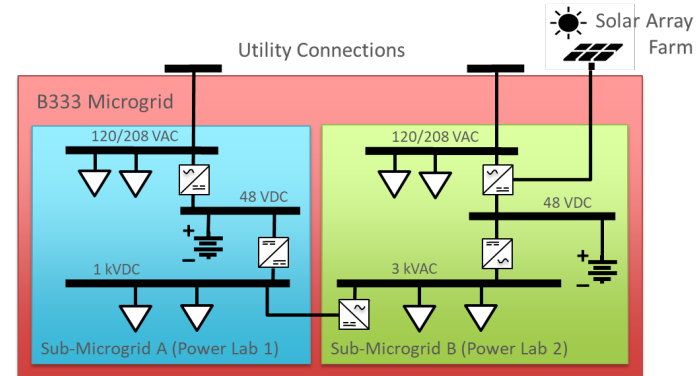 Solar Array
Farm
Utility Connections
B333 Microgrid
120/208 VAC
120/208 VAC
48 VDC
48 VDC
+
−
+
−
1 kVDC
3 kVAC
Sub-Microgrid A (Power Lab 1)
Sub-Microgrid B (Power Lab 2)